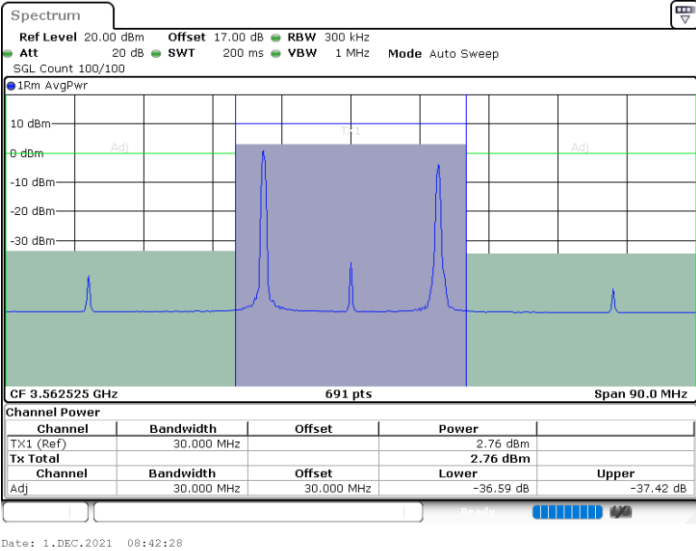 Spectrum
Ref Level 20.00 dBm Offset 17.00 dB RBW 300 kHz
Att 20 dB SWT 200 ms VBW 1 MHz Mode Auto Sweep
SGL Count 100/100
1Rm AvgPwr
10 dBm
TX1
Adj
Adj
0 dBm
-10 dBm
-20 dBm
-30 dBm
CF 3.562525 GHz 691 pts Span 90.0 MHz
Channel Power
Channel Bandwidth Offset Power
TX1 (Ref) 30.000 MHz 2.76 dBm
Tx Total 2.76 dBm
Channel Bandwidth Offset Lower Upper
Adj 30.000 MHz 30.000 MHz -36.59 dB -37.42 dB
Ready
Date: 1.DEC.2021 08:42:28